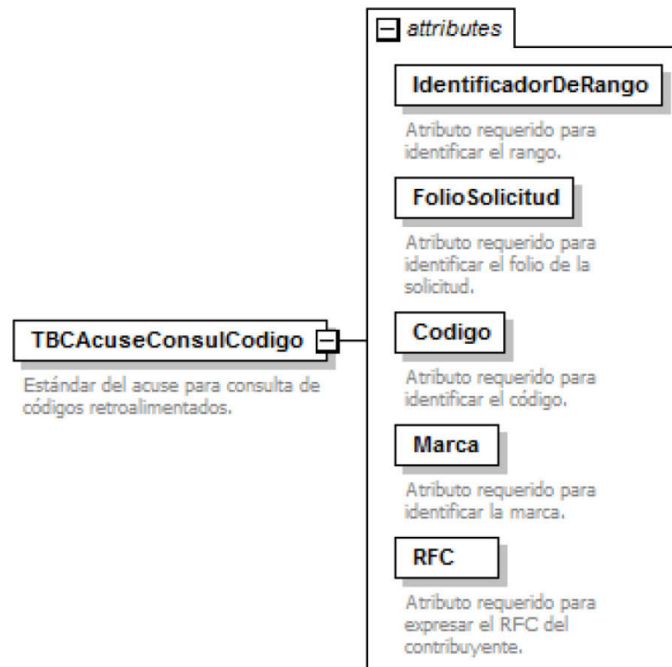 attributes
IdentificadorDeRango
Atributo requerido para
identificar el rango.
FolioSolicitud
Atributo requerido para
identificar el folio de la
solicitud.
TBCAcuseConsulCodigo
Estándar del acuse para consulta de
códigos retroalimentados.
Codigo
Atributo requerido para
identificar el código.
Marca
Atributo requerido para
identificar la marca.
RFC
Atributo requerido para
expresar el RFC del
contribuyente.